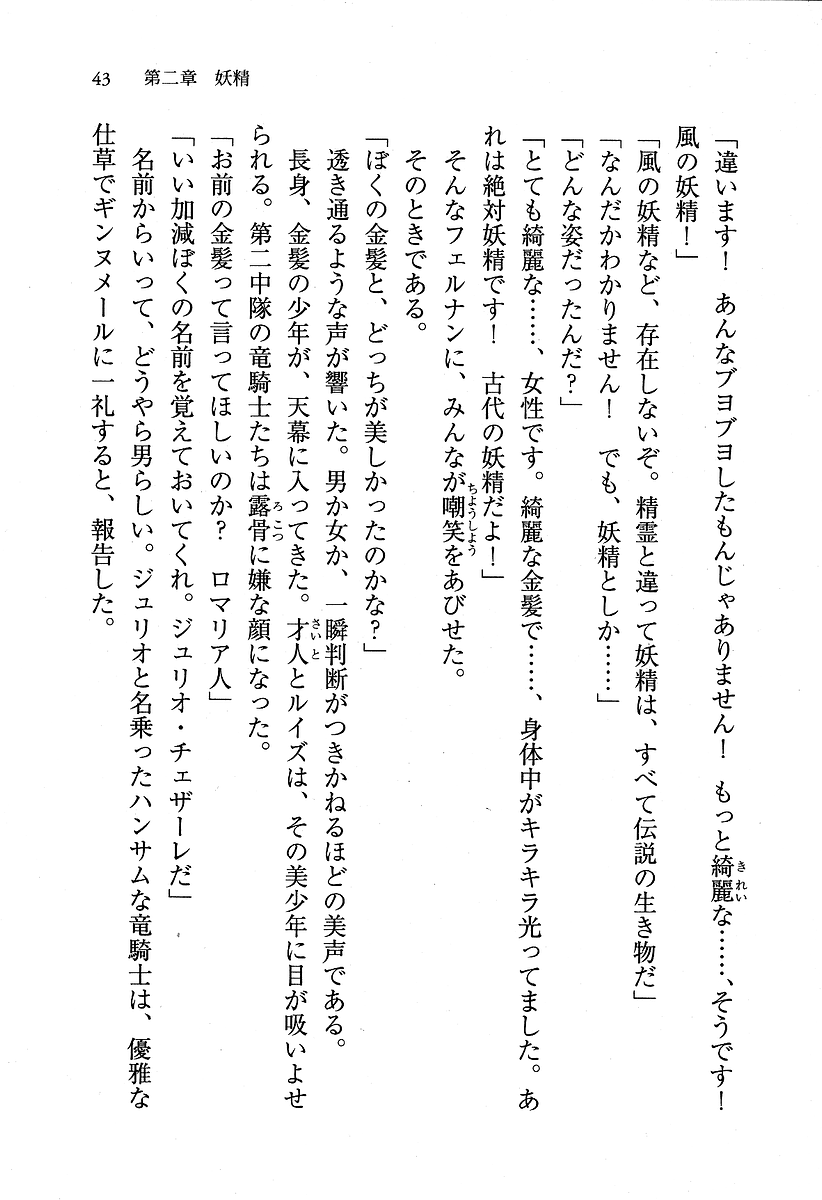 43　第二章　妖精
「違います！　あんなブヨブヨしたもんじゃありません！　もっと綺麗な……、そうです！
風の妖精！」
「風の妖精など、存在しないぞ。精霊と違って妖精は、すべて伝説の生き物だ」
「なんだかわかりません！　でも、妖精としか……」
「どんな姿だったんだ？」
「とても綺麗な……、女性です。綺麗な金髪で……、身体中がキラキラ光ってました。あ
れは絶対妖精です！　古代の妖精だよ！」
そんなフェルナンに、みんなが嘲笑をあびせた。
そのときである。
「ぼくの金髪と、どっちが美しかったのかな？」
透き通るような声が響いた。男か女か、一瞬判断がつきかねるほどの美声である。
長身、金髪の少年が、天幕に入ってきた。才人とルイズは、その美少年に目が吸いよせ
られる。第二中隊の竜騎士たちは露骨に嫌な顔になった。
「お前の金髪って言ってほしいのか？　ロマリア人」
「いい加減ぼくの名前を覚えておいてくれ。ジュリオ・チェザーレだ」
名前からいって、どうやら男らしい。ジュリオと名乗ったハンサムな竜騎士は、優雅な
仕草でギンヌメールに一礼すると、報告した。